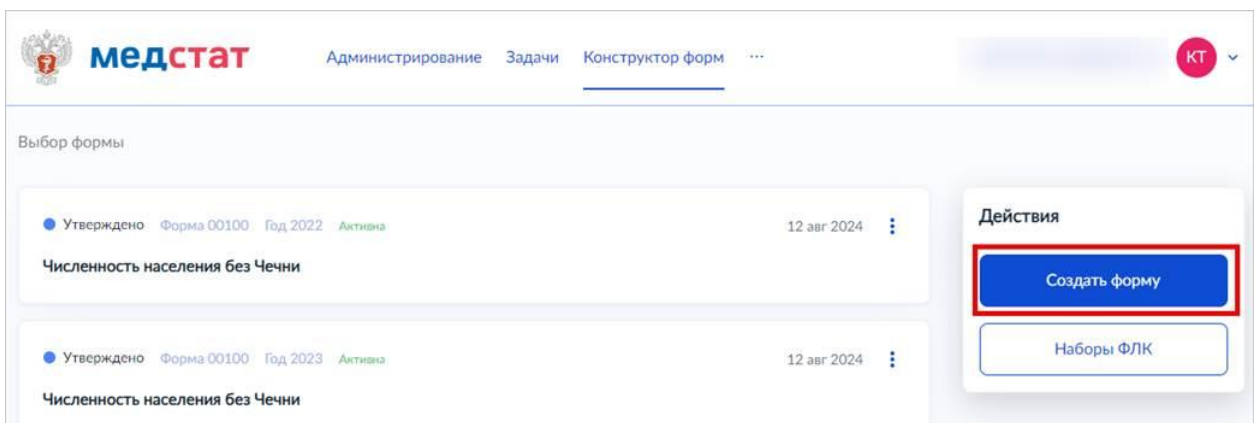 медстат
Администрирование Задачи Конструктор форм ...
КТ
Выбор формы
Утверждено Форма 00100 Год 2022 Активна 12 авг 2024
Численность населения без Чечни
Утверждено Форма 00100 Год 2023 Активна 12 авг 2024
Численность населения без Чечни
Действия
Создать форму
Наборы ФЛК